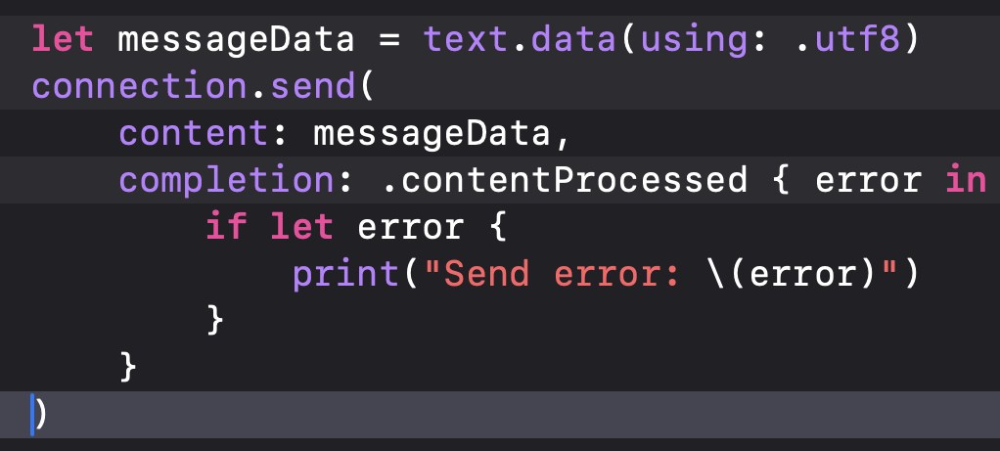 let messageData = text.data(using: .utf8)
connection.send(
    content: messageData,
    completion: .contentProcessed { error in
        if let error {
            print("Send error: \(error)")
        }
    }
)